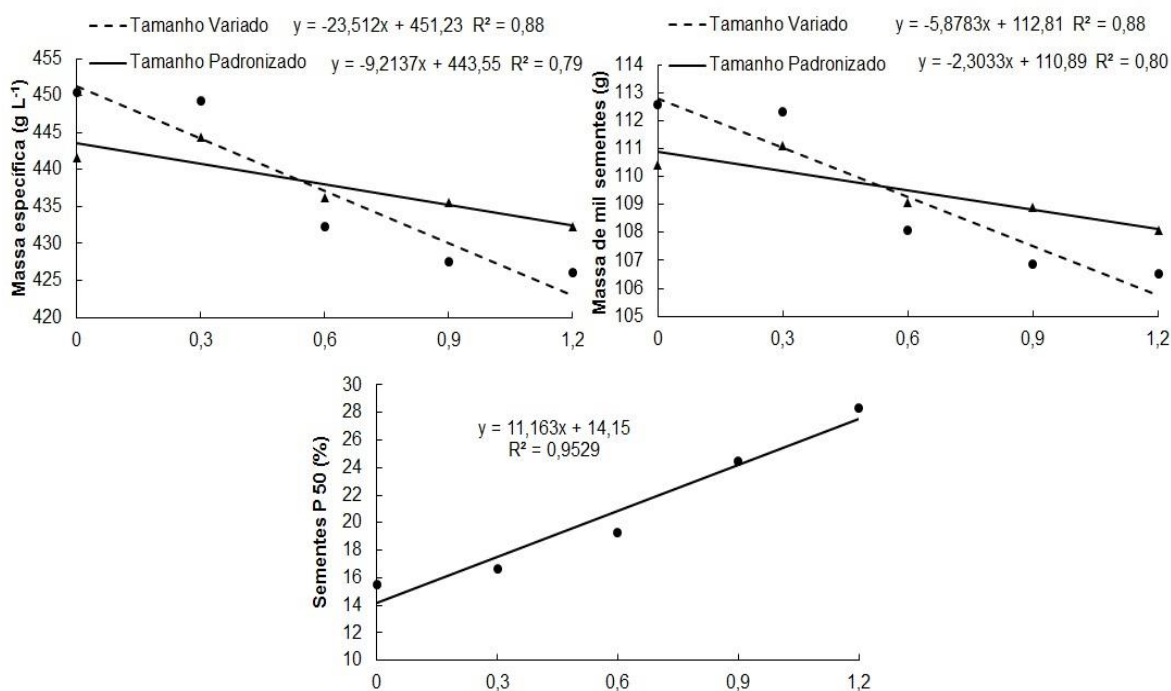 Tamanho Variado y = -23,512x + 451,23 R² = 0,88
Tamanho Padronizado y = -9,2137x + 443,55 R² = 0,79
Massa específica (g L⁻¹)
455
450
445
440
435
430
425
420
0 0,3 0,6 0,9 1,2
Tamanho Variado y = -5,8783x + 112,81 R² = 0,88
Tamanho Padronizado y = -2,3033x + 110,89 R² = 0,80
Massa de mil sementes (g)
114
113
112
111
110
109
108
107
106
105
0 0,3 0,6 0,9 1,2
y = 11,163x + 14,15
R² = 0,9529
Sementes P 50 (%)
30
28
26
24
22
20
18
16
14
12
10
0 0,3 0,6 0,9 1,2